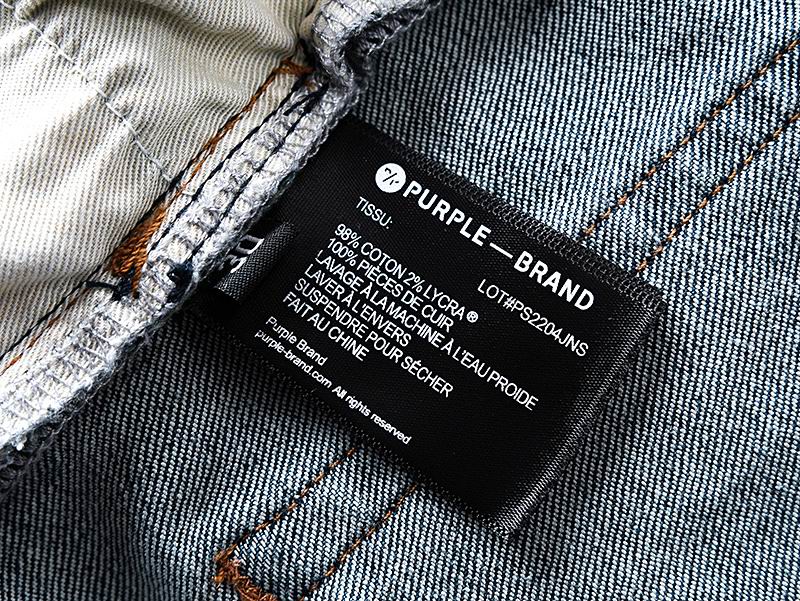 PURPLE—BRAND
TISSU:
LOT#PS2204JNS
98% COTON 2% LYCRA®
100% PIÈCES DE CUIR
LAVAGE À LA MACHINE À L'EAU PROIDE
LAVER À L'ENVERS
SUSPENDRE POUR SÉCHER
FAIT AU CHINE
Purple Brand
purple-brand.com All rights reserved